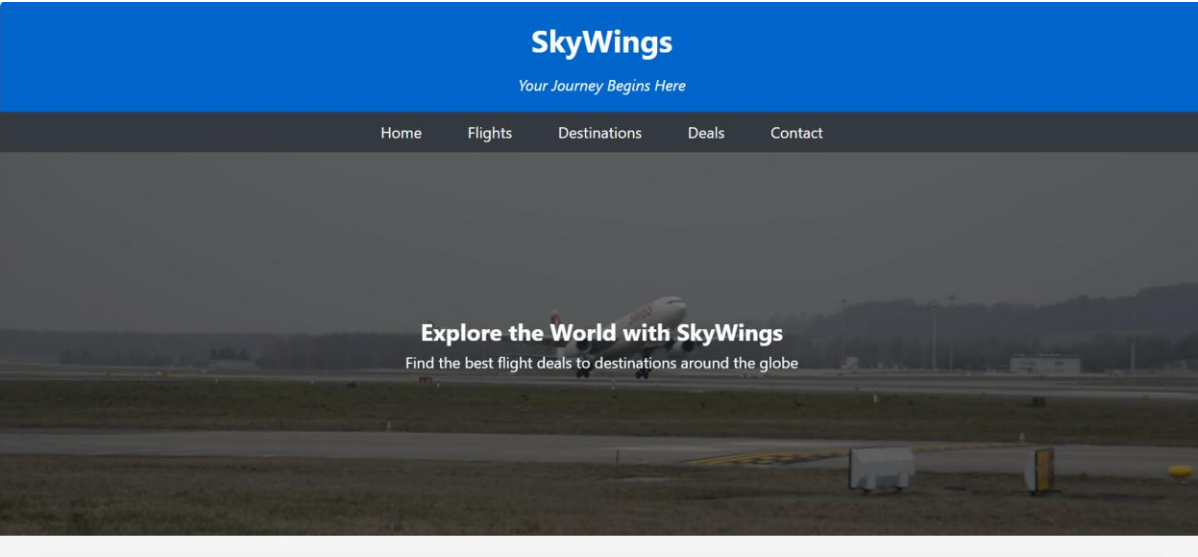 SkyWings
Your Journey Begins Here
Home Flights Destinations Deals Contact
Explore the World with SkyWings
Find the best flight deals to destinations around the globe